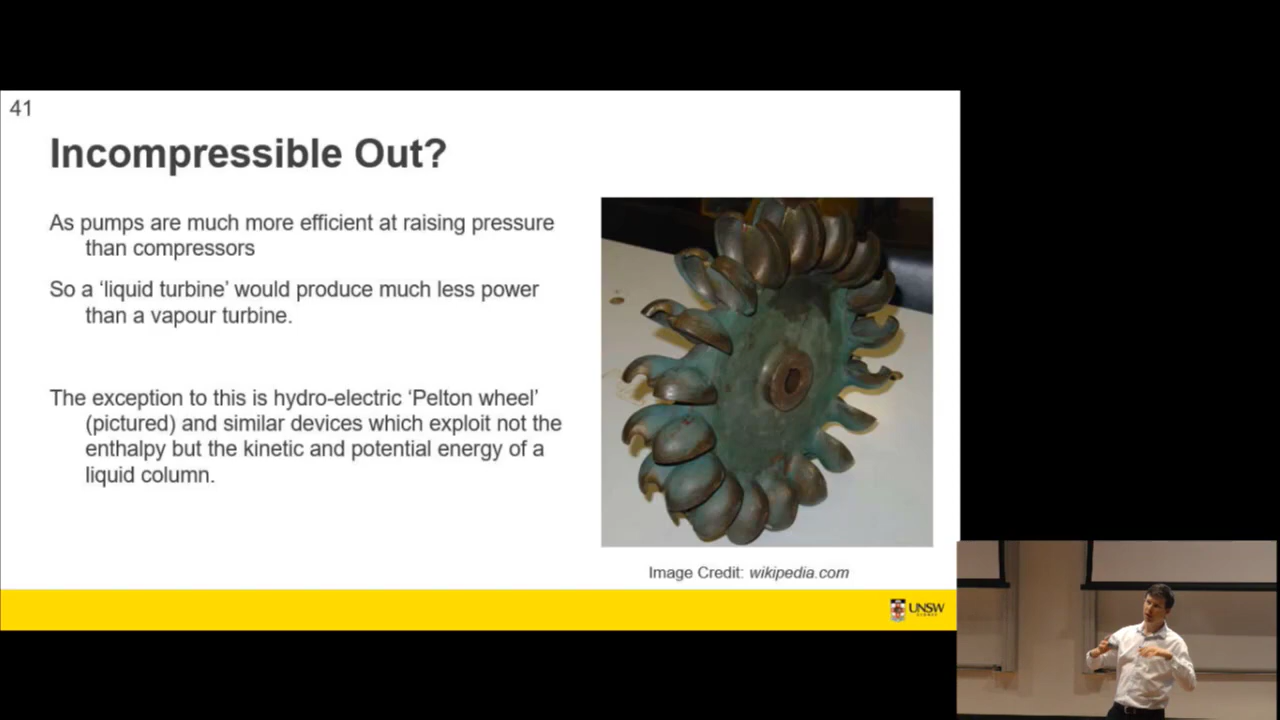 41
Incompressible Out?
As pumps are much more efficient at raising pressure
than compressors
So a ‘liquid turbine’ would produce much less power
than a vapour turbine.
The exception to this is hydro-electric ‘Pelton wheel’
(pictured) and similar devices which exploit not the
enthalpy but the kinetic and potential energy of a
liquid column.
Image Credit: wikipedia.com
UNSW